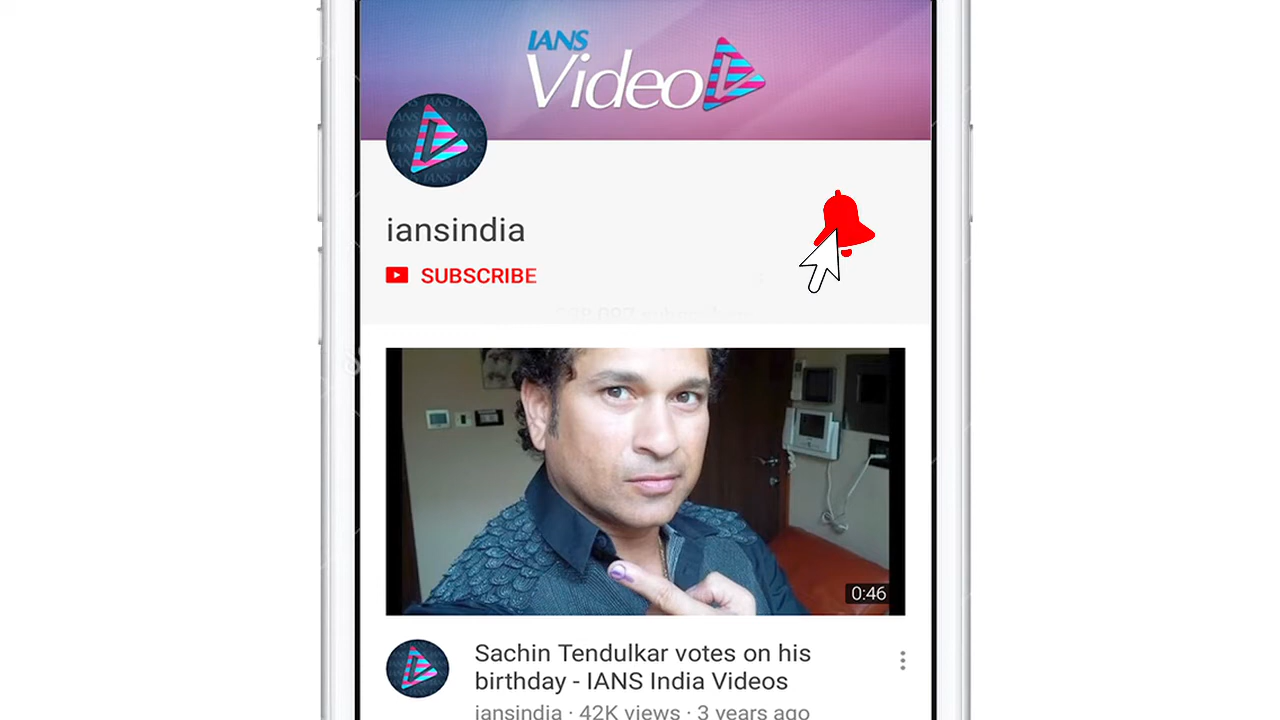 IANS
Video
iansindia
SUBSCRIBE
0:46
Sachin Tendulkar votes on his
birthday - IANS India Videos
iansindia · 42K views · 3 years ago